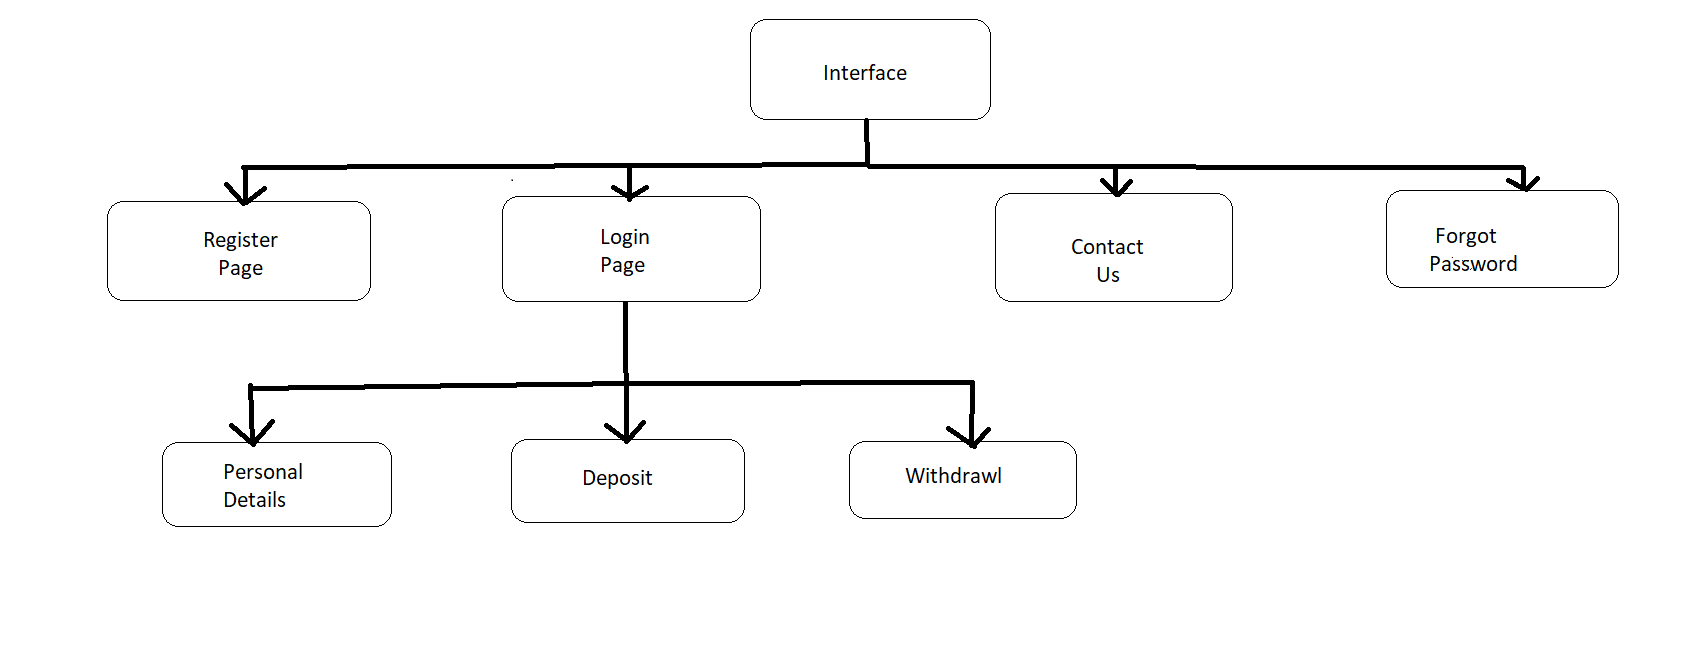 Interface
Register
Page
Login
Page
Contact
Us
Forgot
Password
Personal
Details
Deposit
Withdrawl